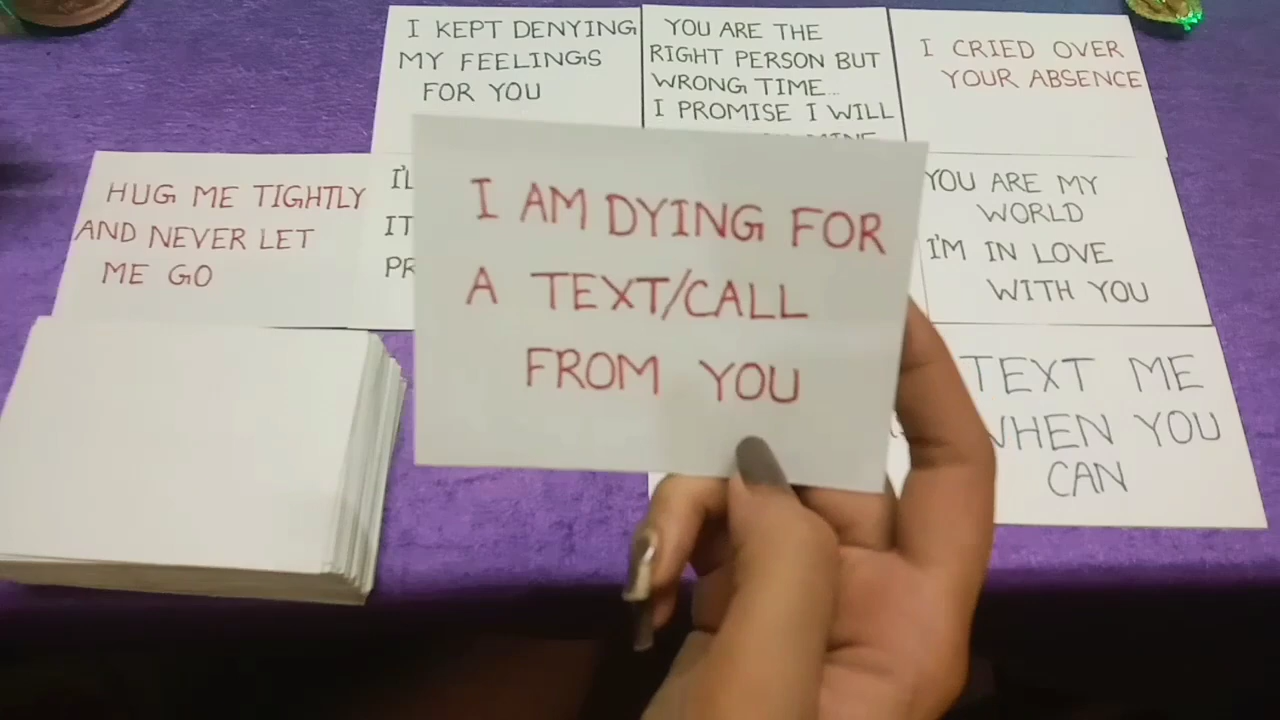 I KEPT DENYING
MY FEELINGS
FOR YOU
YOU ARE THE
RIGHT PERSON BUT
WRONG TIME...
I PROMISE I WILL
I CRIED OVER
YOUR ABSENCE
HUG ME TIGHTLY
AND NEVER LET
ME GO
I AM DYING FOR
A TEXT/CALL
FROM YOU
YOU ARE MY
WORLD
I'M IN LOVE
WITH YOU
TEXT ME
WHEN YOU
CAN